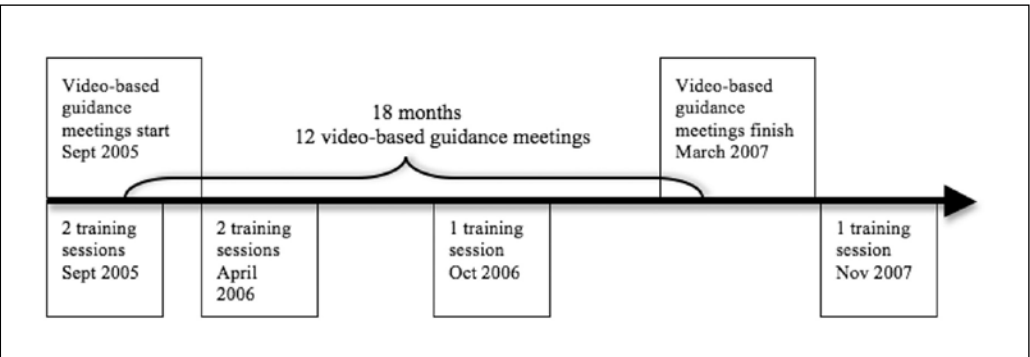 Video-based
guidance
meetings start
Sept 2005
18 months
12 video-based guidance meetings
Video-based
guidance
meetings finish
March 2007
2 training
sessions
Sept 2005
2 training
sessions
April
2006
1 training
session
Oct 2006
1 training
session
Nov 2007